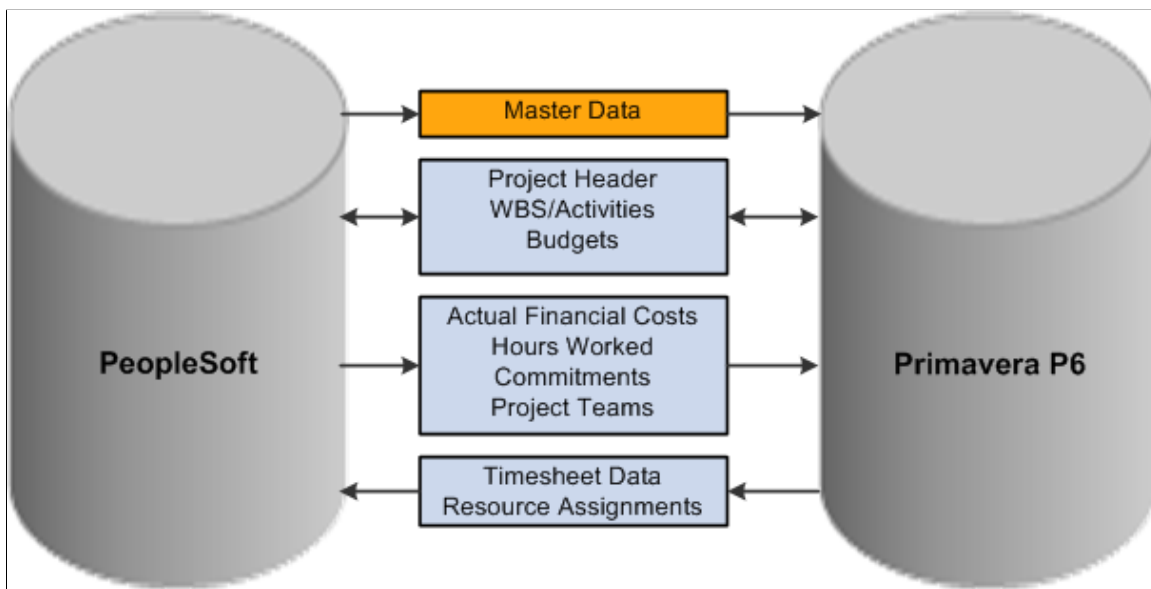 Master Data
Project Header
WBS/Activities
Budgets
Actual Financial Costs
Hours Worked
Commitments
Project Teams
PeopleSoft
Primavera P6
Timesheet Data
Resource Assignments